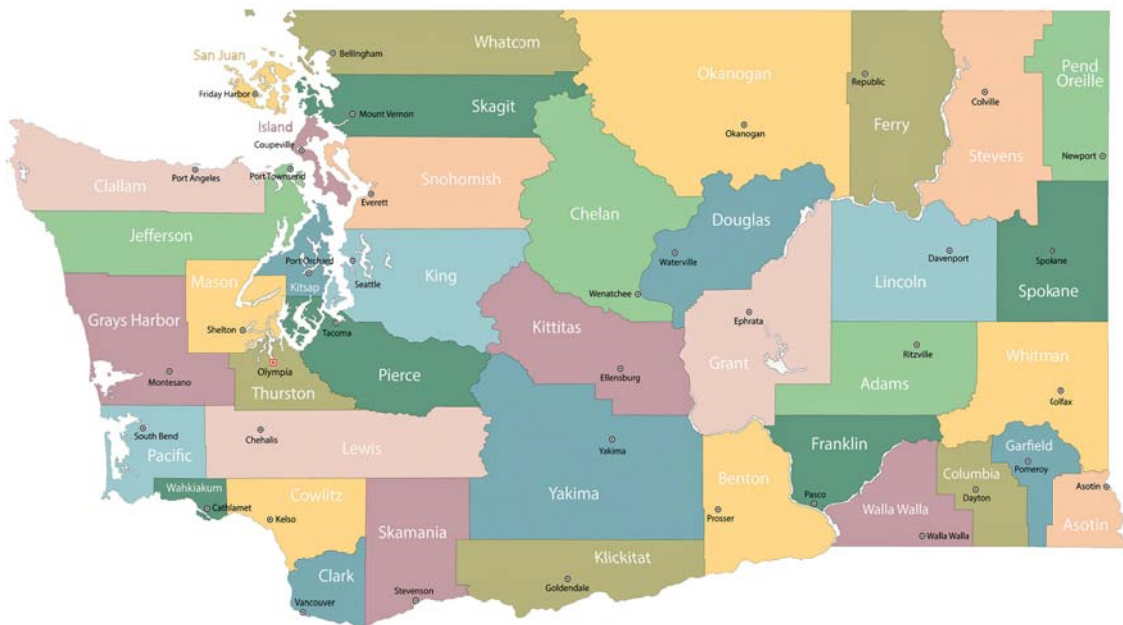 Whatcom
San Juan
Bellingham
Okanogan
Pend
Oreille
Republic
Friday Harbor
Skagit
Colville
Mount Vernon
Island
Ferry
Okanogan
Coupeville
Stevens
Newport
Port Angeles
Port Townsend
Clallam
Snohomish
Everett
Chelan
Douglas
Jefferson
Port Orchard
Waterville
Davenport
Spokane
Mason
Kitsap
Seattle
King
Lincoln
Spokane
Wenatchee
Grays Harbor
Kittitas
Ephrata
Shelton
Tacoma
Ritzville
Whitman
Grant
Montesano
Olympia
Pierce
Ellensburg
Adams
Thurston
Colfax
South Bend
Chehalis
Yakima
Franklin
Garfield
Pacific
Lewis
Columbia
Pomeroy
Benton
Wahkiakum
Cowlitz
Yakima
Dayton
Asotin
Cathlamet
Kelso
Prosser
Pasco
Walla Walla
Asotin
Skamania
Walla Walla
Klickitat
Clark
Goldendale
Stevenson
Vancouver